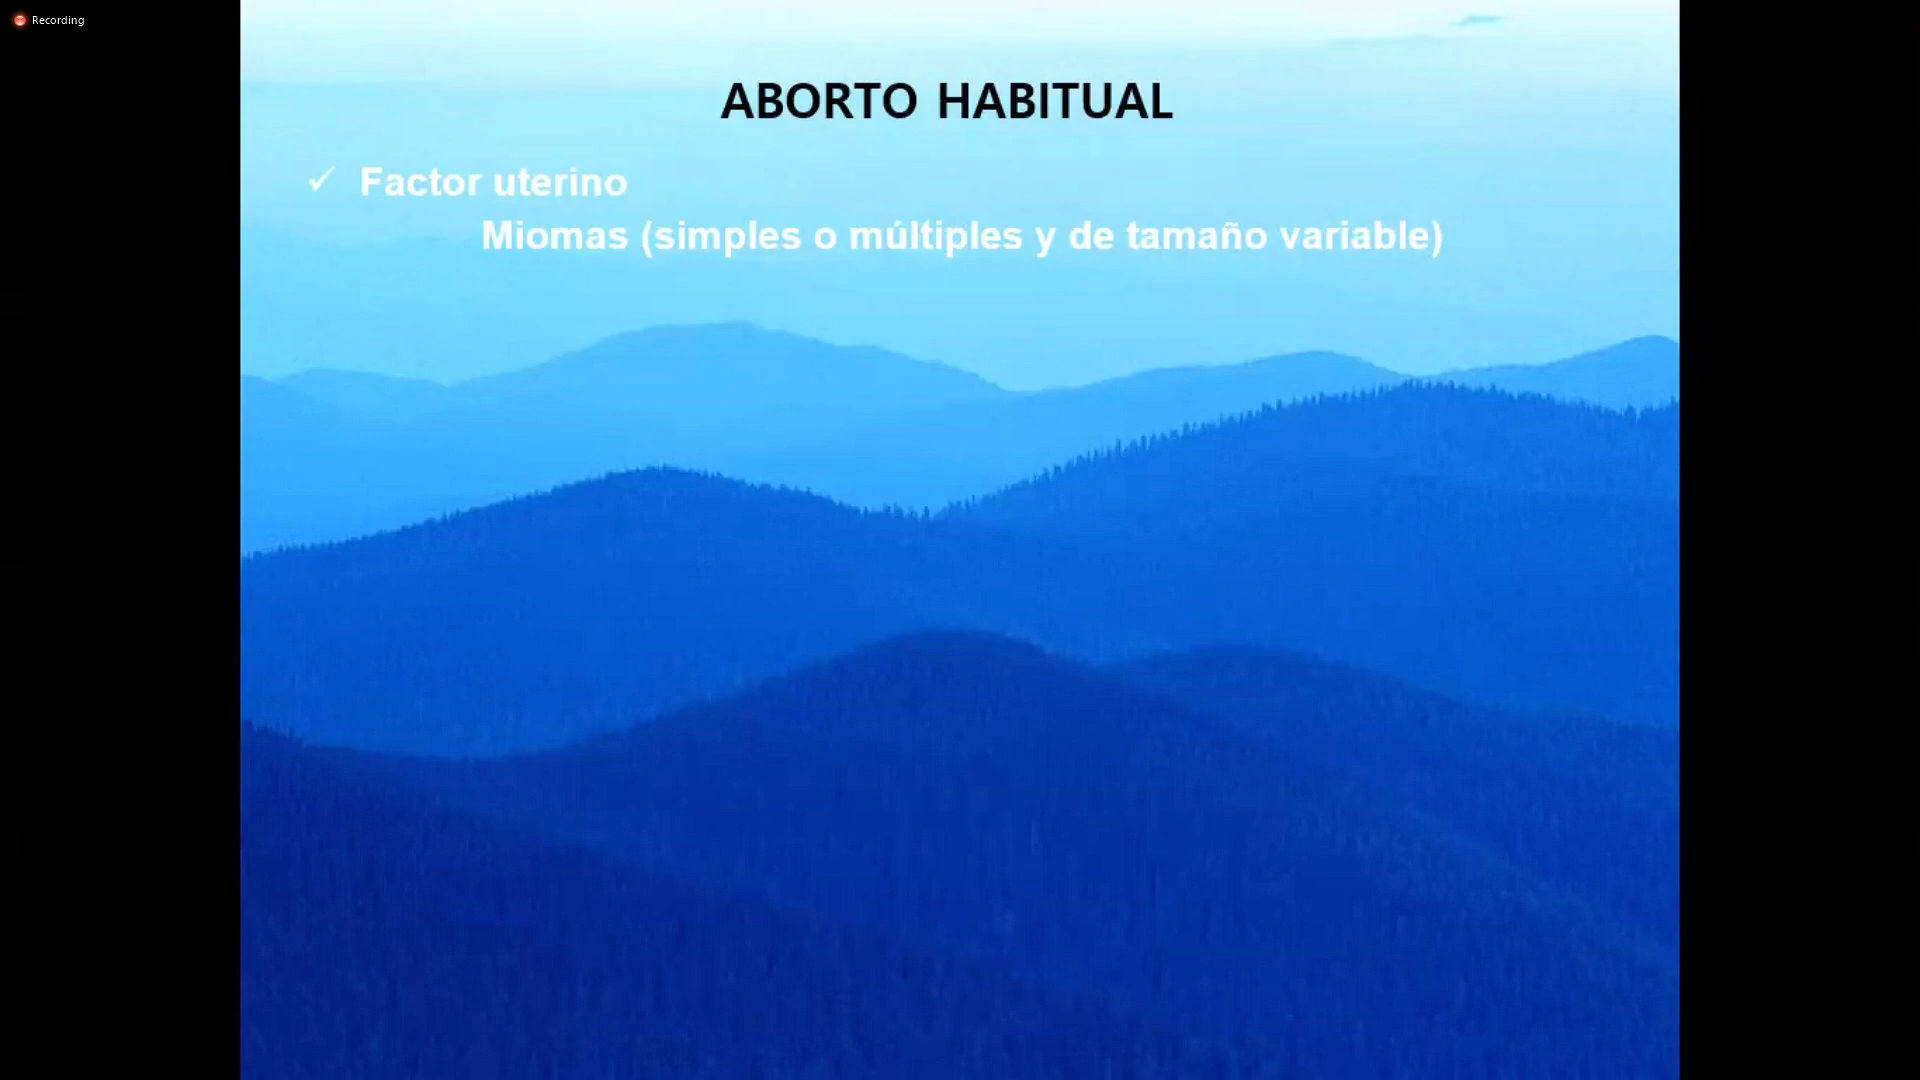 Recording
ABORTO HABITUAL
✓ Factor uterino
Miomas (simples o múltiples y de tamaño variable)